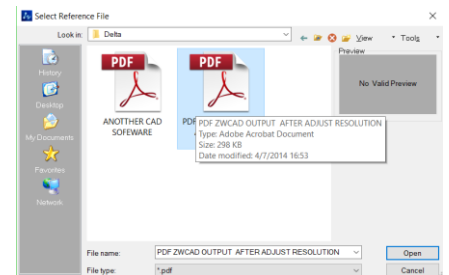 Select Reference File
Look in:
Delta
View
Tools
Preview
History
Desktop
My Documents
Favorites
Network
PDF
PDF
ANOTHER CAD
SOFEWARE
PDF ZWCAD OUTPUT AFTER ADJUST RESOLUTION
Type: Adobe Acrobat Document
Size: 298 KB
Date modified: 4/7/2014 16:53
No Valid Preview
File name:
PDF ZWCAD OUTPUT AFTER ADJUST RESOLUTION
Open
File type:
*.pdf
Cancel